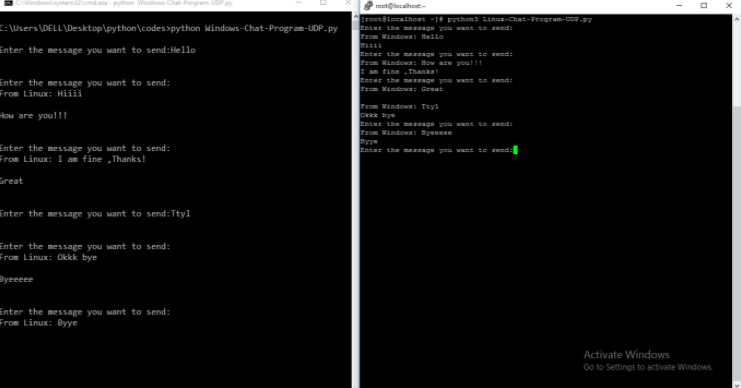 C:\Windows\system32\cmd.exe - python Windows-Chat-Program-UDP.py
C:\Users\DELL\Desktop\python\codes>python Windows-Chat-Program-UDP.py
Enter the message you want to send:Hello
Enter the message you want to send:
From Linux: Hiiii
How are you!!!
Enter the message you want to send:
From Linux: I am fine ,Thanks!
Great
Enter the message you want to send:Ttyl
Enter the message you want to send:
From Linux: Okkk bye
Byeeeee
Enter the message you want to send:
From Linux: Byye
root@localhost:~
[root@localhost ~]# python3 Linux-Chat-Program-UDP.py
Enter the message you want to send:
From Windows: Hello
Hiiii
Enter the message you want to send:
From Windows: How are you!!!
I am fine ,Thanks!
Enter the message you want to send:
From Windows: Great
From Windows: Ttyl
Okkk bye
Enter the message you want to send:
From Windows: Byeeeee
Byye
Enter the message you want to send:
Activate Windows
Go to Settings to activate Windows.